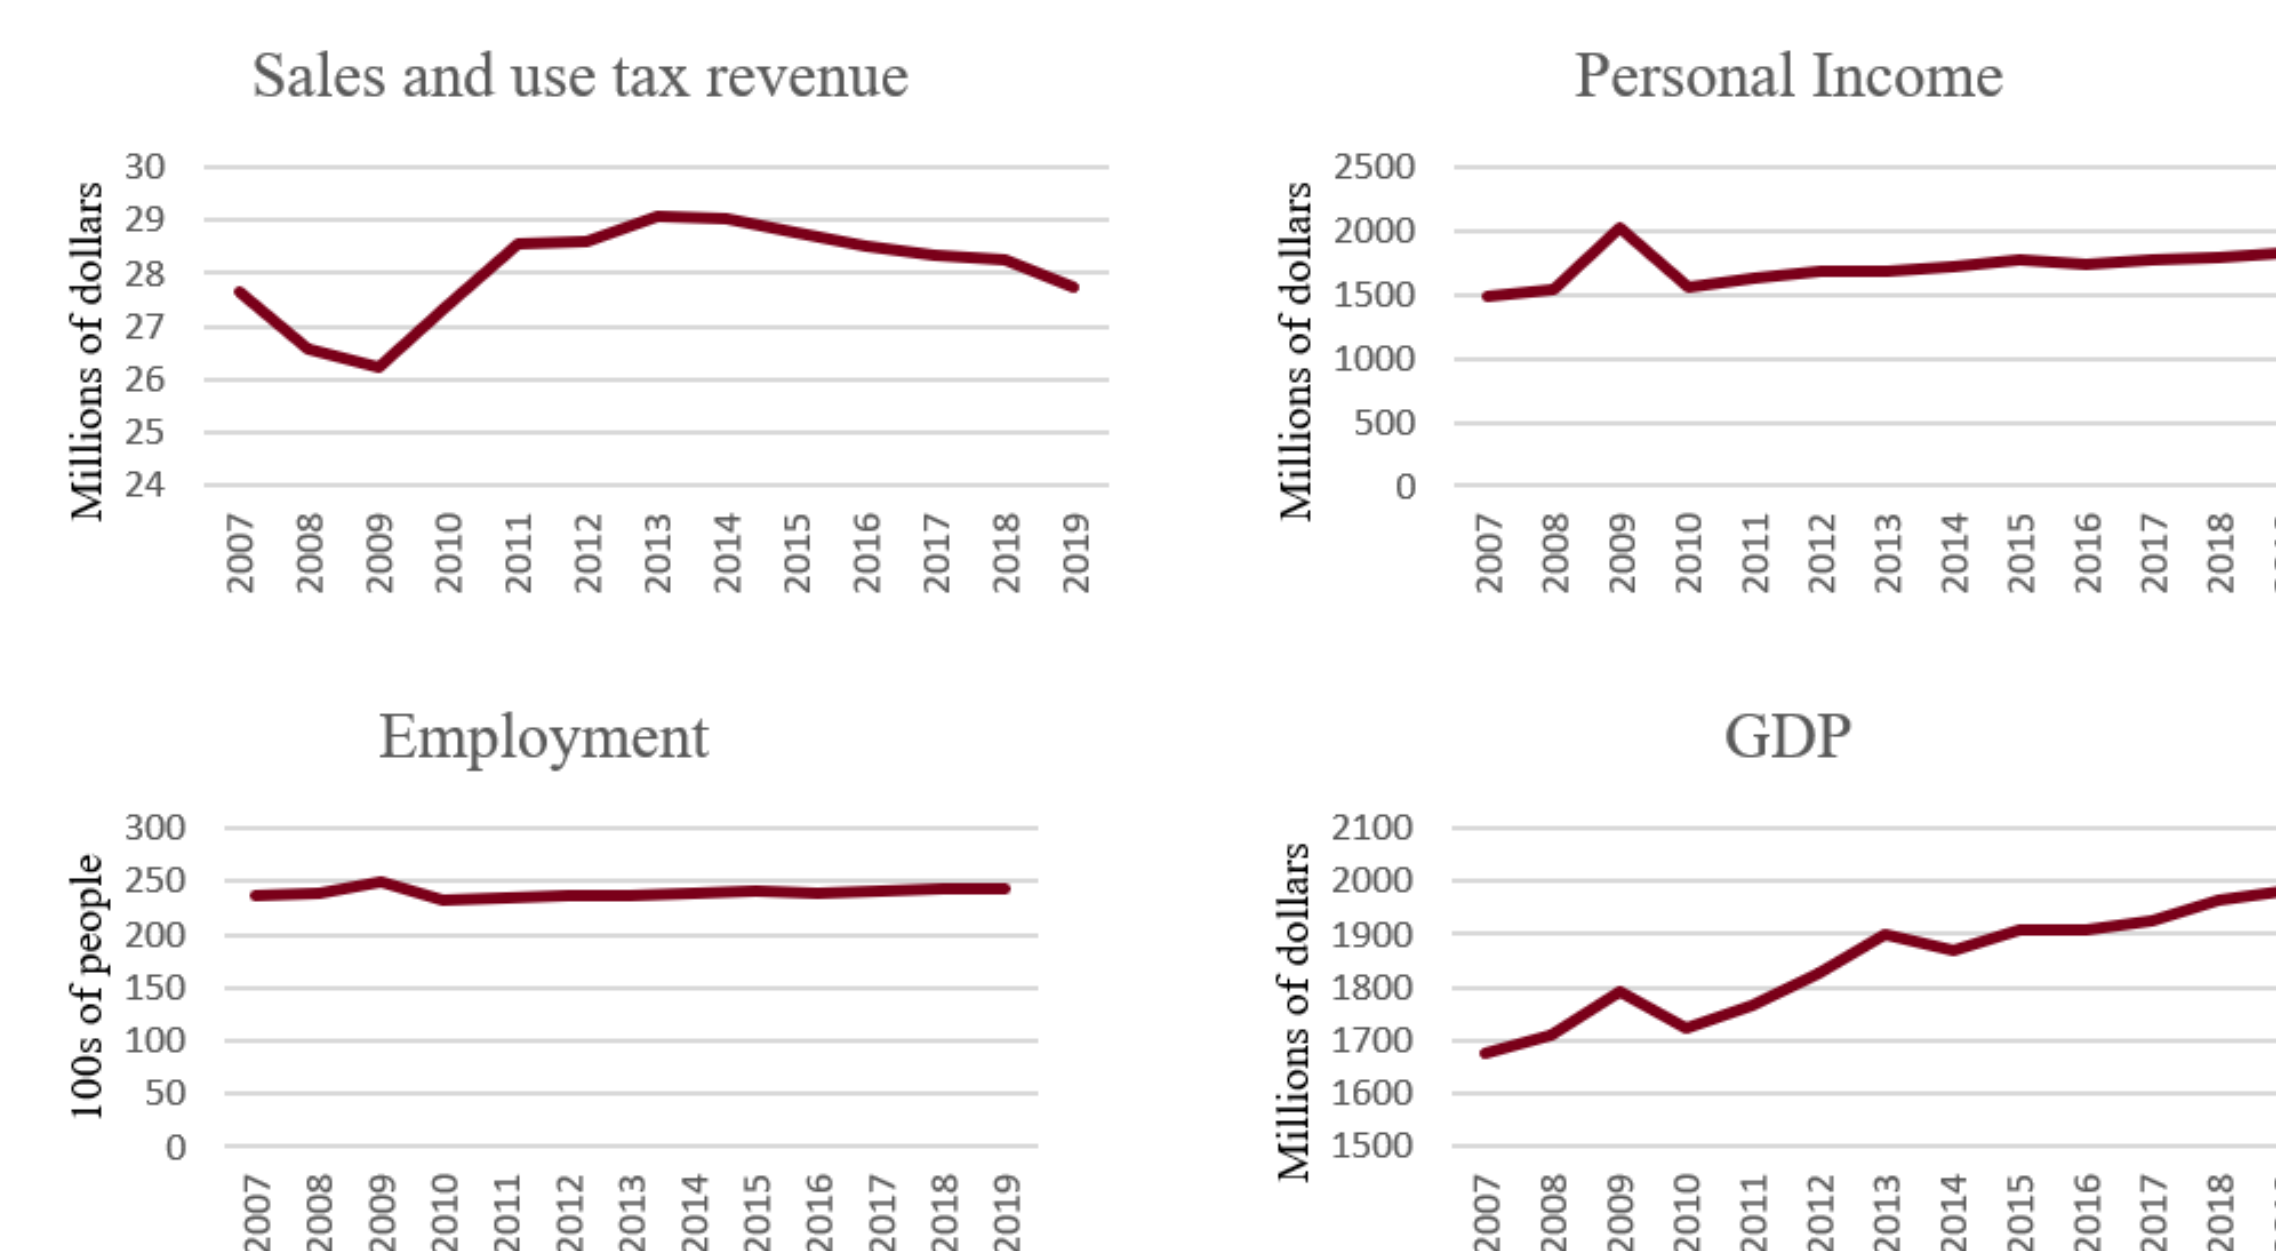 Sales and use tax revenue
Millions of dollars
30
29
28
27
26
25
24
2007 2008 2009 2010 2011 2012 2013 2014 2015 2016 2017 2018 2019
Personal Income
Millions of dollars
2500
2000
1500
1000
500
0
2007 2008 2009 2010 2011 2012 2013 2014 2015 2016 2017 2018
Employment
100s of people
300
250
200
150
100
50
0
2007 2008 2009 2010 2011 2012 2013 2014 2015 2016 2017 2018 2019
GDP
Millions of dollars
2100
2000
1900
1800
1700
1600
1500
2007 2008 2009 2010 2011 2012 2013 2014 2015 2016 2017 2018